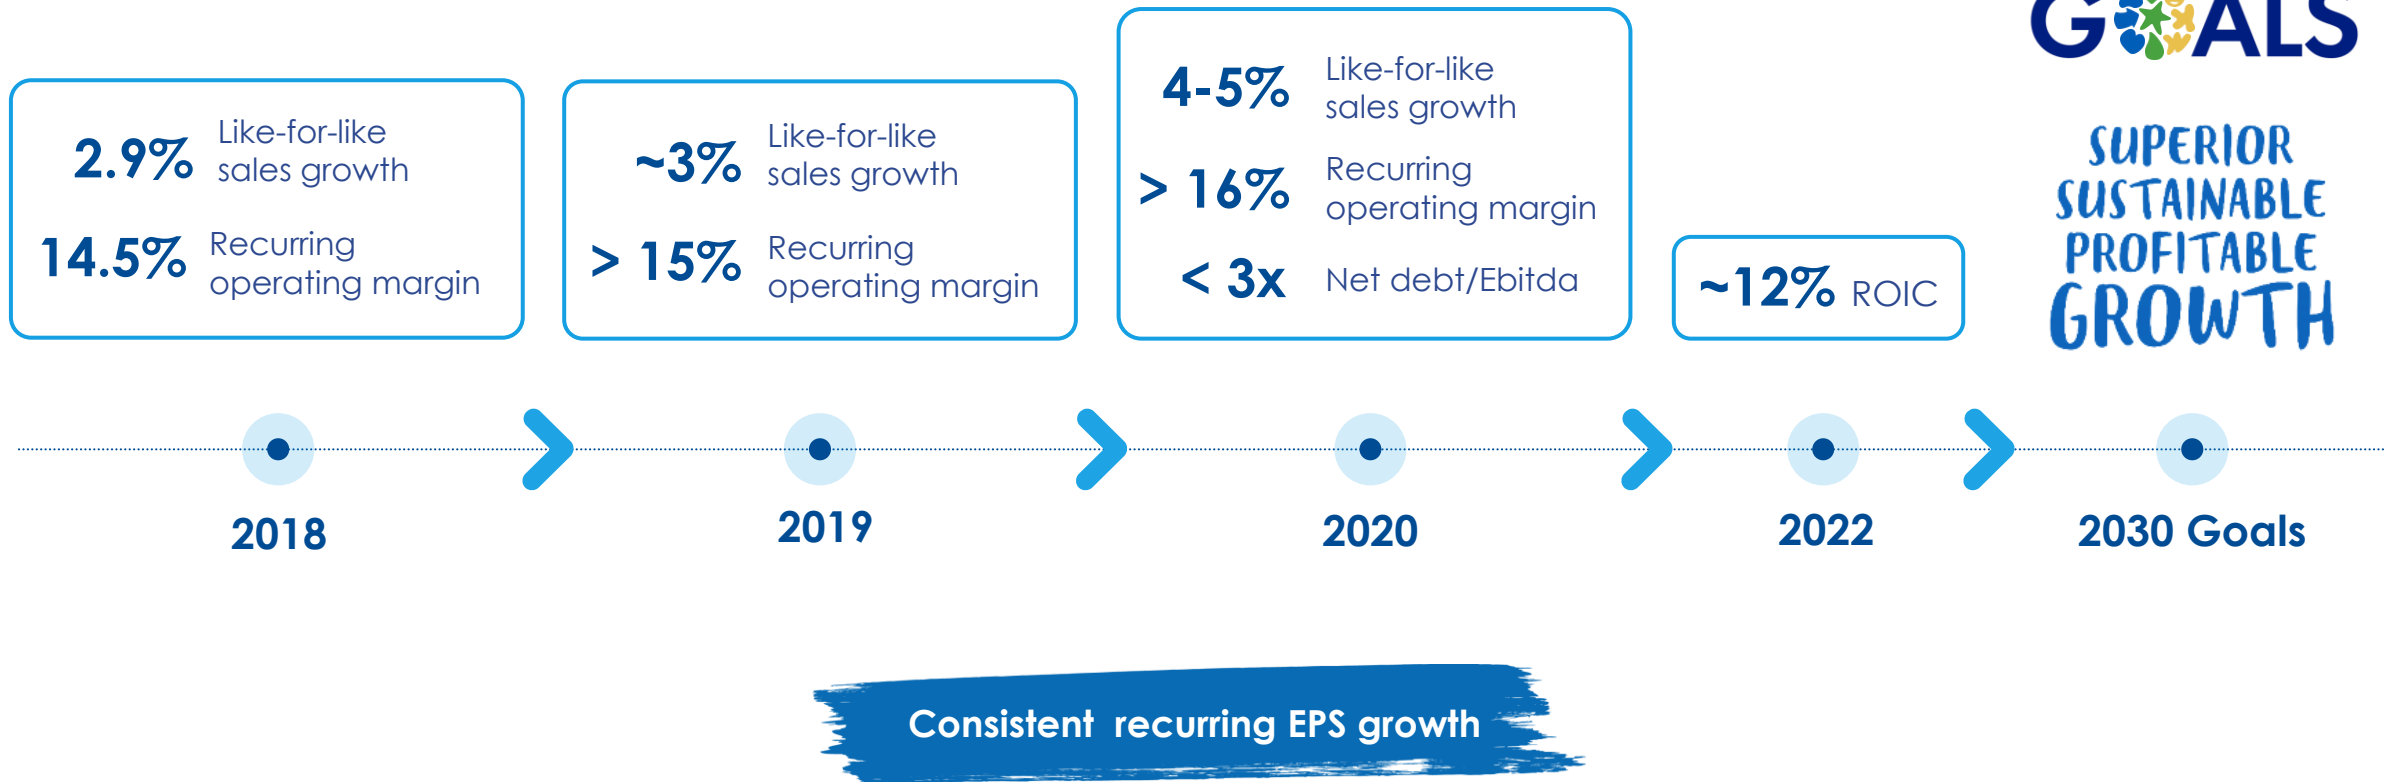 GOALS
2.9%
Like-for-like
sales growth
14.5%
Recurring
operating margin
~3%
Like-for-like
sales growth
> 15%
Recurring
operating margin
4-5%
Like-for-like
sales growth
> 16%
Recurring
operating margin
< 3x
Net debt/Ebitda
~12% ROIC
SUPERIOR
SUSTAINABLE
PROFITABLE
GROWTH
2018
2019
2020
2022
2030 Goals
Consistent recurring EPS growth